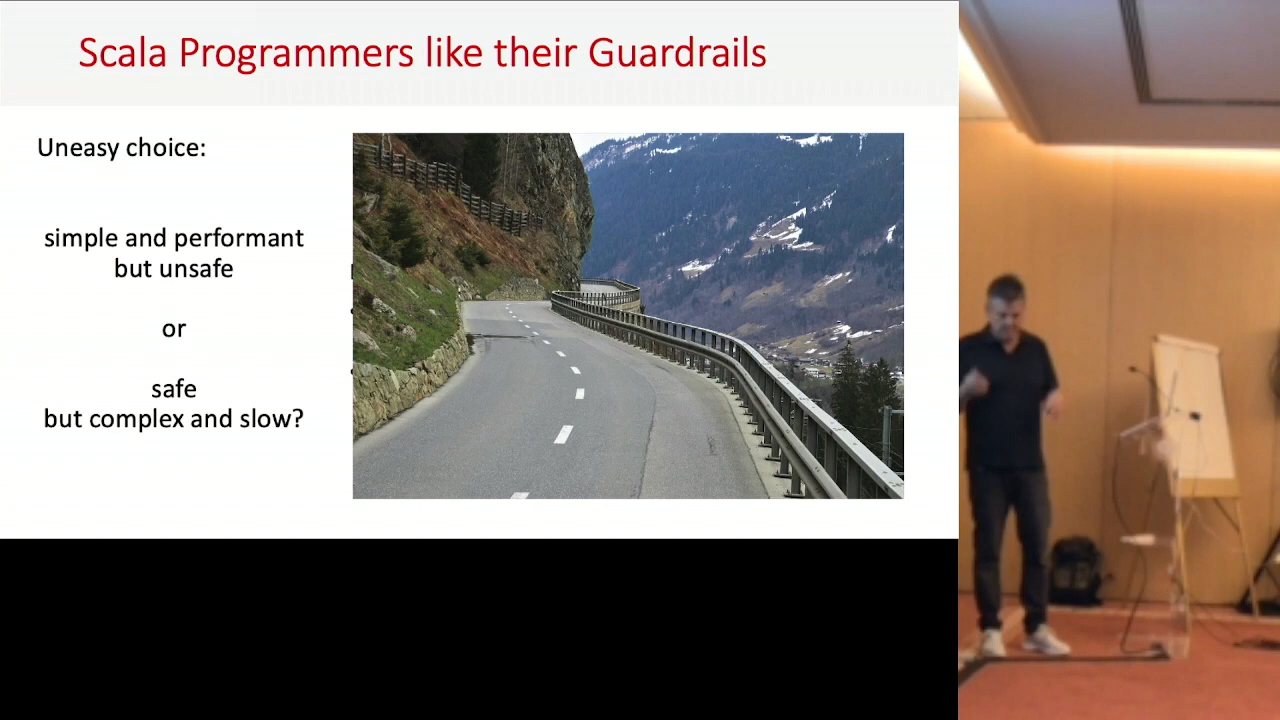 Scala Programmers like their Guardrails
Uneasy choice:
simple and performant
but unsafe
or
safe
but complex and slow?